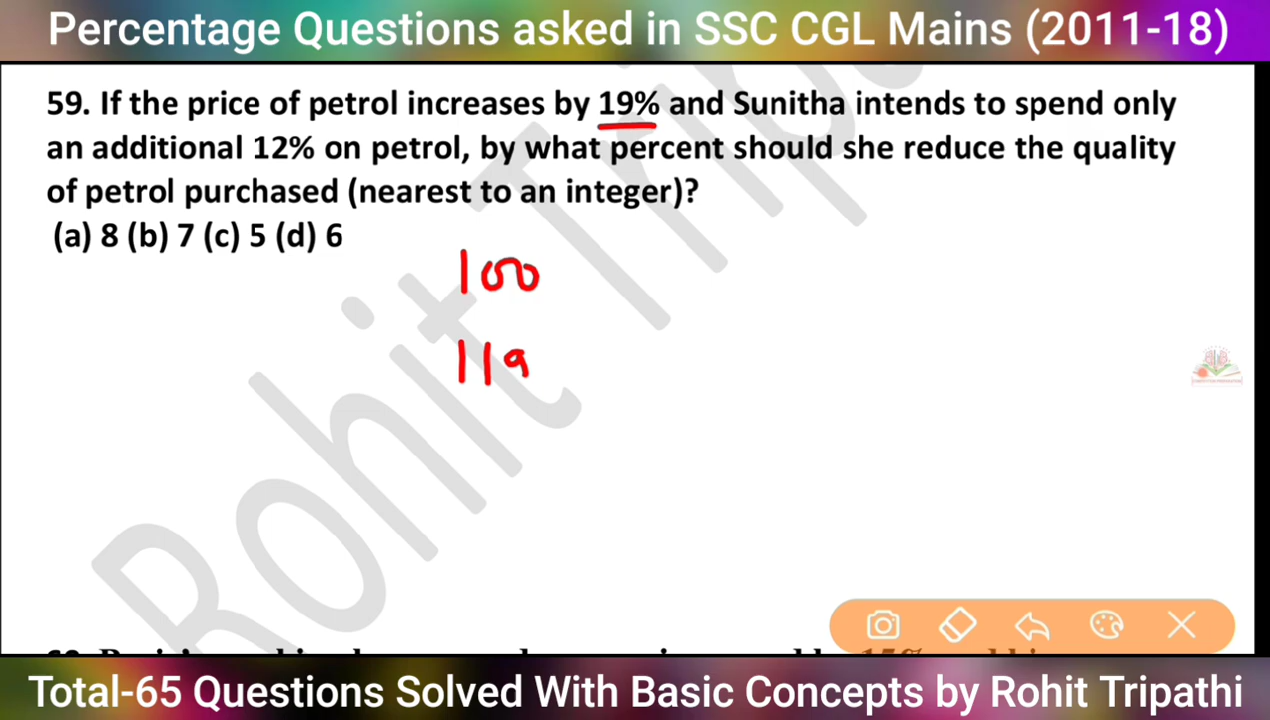 Percentage Questions asked in SSC CGL Mains (2011-18)
59. If the price of petrol increases by 19% and Sunitha intends to spend only
an additional 12% on petrol, by what percent should she reduce the quality
of petrol purchased (nearest to an integer)?
(a) 8 (b) 7 (c) 5 (d) 6
100
119
Rohit Tripa
15%
Total-65 Questions Solved With Basic Concepts by Rohit Tripathi